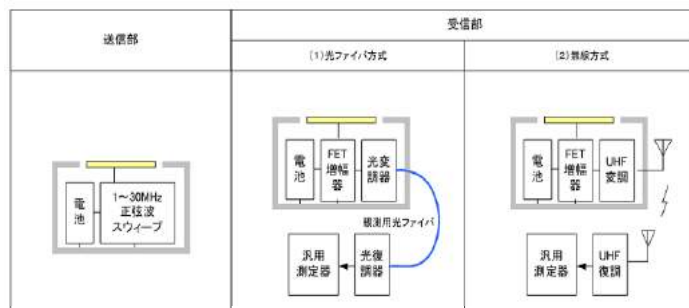 送信部
受信部
(1)光ファイバ方式
(2)無線方式
電池
1～30MHz
正弦波
スウィープ
電池
FET
増幅
器
光変
調器
観測用光ファイバ
汎用
測定器
光復
調器
電池
FET
増幅
器
UHF
変調
汎用
測定器
UHF
復調